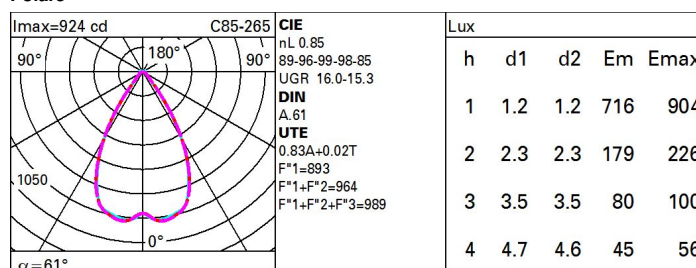 Imax=924 cd C85-265
90° 180° 90°
1050
0°
α=61°
CIE
nL 0.85
89-96-99-98-85
UGR 16.0-15.3
DIN
A.61
UTE
0.83A+0.02T
F"1=893
F"1+F"2=964
F"1+F"2+F"3=989
Lux
h d1 d2 Em Emax
1 1.2 1.2 716 904
2 2.3 2.3 179 226
3 3.5 3.5 80 100
4 4.7 4.6 45 56